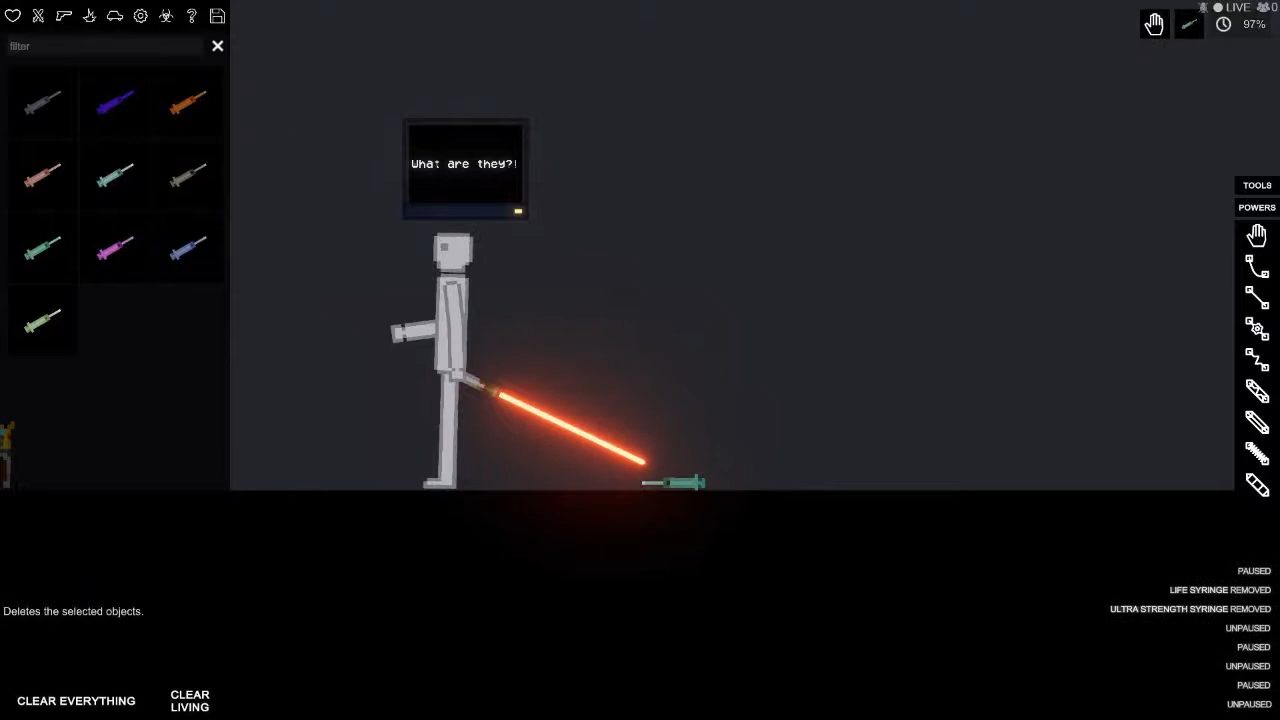 LIVE 0
filter
97%
What are they?!
TOOLS
POWERS
PAUSED
LIFE SYRINGE REMOVED
Deletes the selected objects.
ULTRA STRENGTH SYRINGE REMOVED
UNPAUSED
PAUSED
UNPAUSED
PAUSED
CLEAR EVERYTHING
CLEAR
LIVING
UNPAUSED